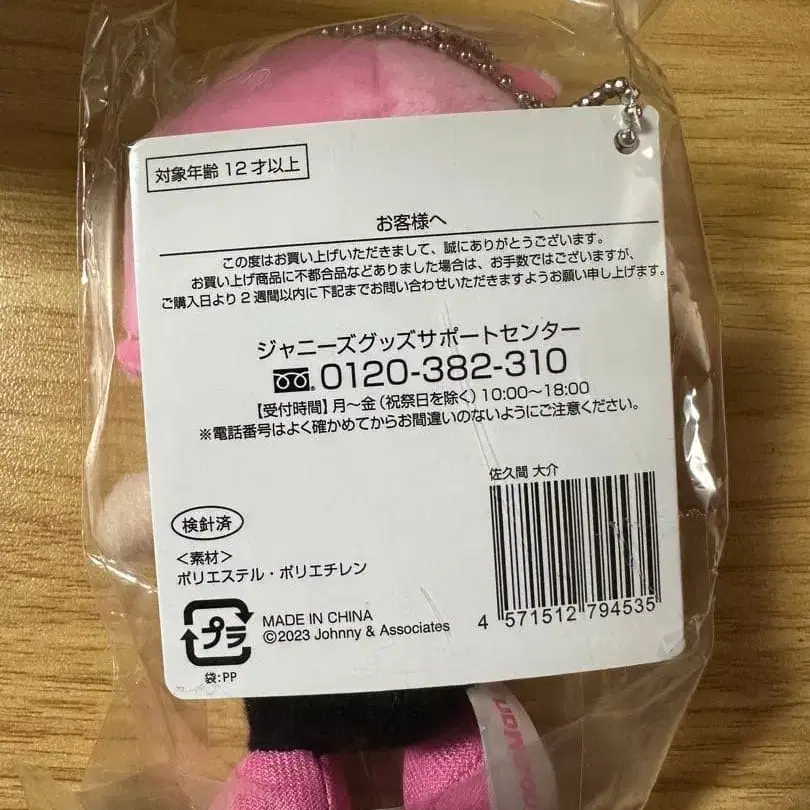 対象年齢12才以上
お客様へ
この度はお買い上げいただきまして、誠にありがとうございます。
お買い上げ商品に不都合品などありました場合は、お手数ではございますが、
ご購入日より2週間以内に下記までお問い合わせいただきますようお願い申し上げます。
ジャニーズグッズサポートセンター
0120-382-310
【受付時間】月〜金(祝祭日を除く)10:00〜18:00
※電話番号はよく確かめてからお間違いのないようにご注意ください。
佐久間 大介
検針済
<素材>
ポリエステル・ポリエチレン
プラ
袋:PP
MADE IN CHINA
©2023 Johnny & Associates
4 571512 794535